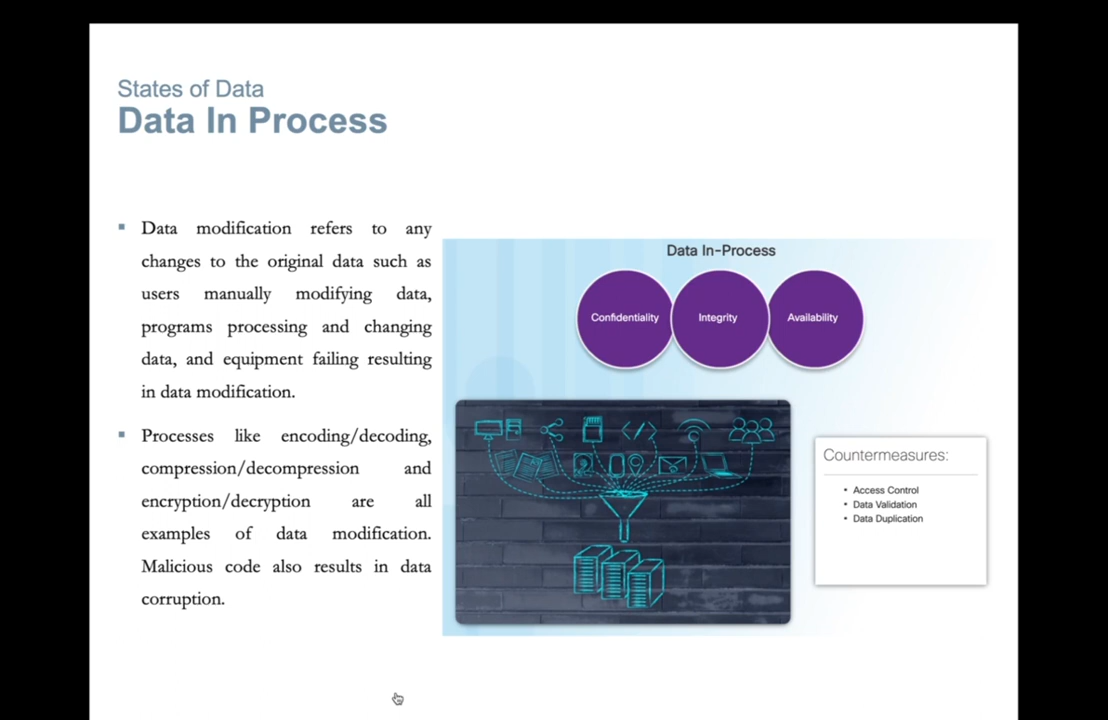 States of Data
Data In Process
▪ Data modification refers to any
changes to the original data such as
users manually modifying data,
programs processing and changing
data, and equipment failing resulting
in data modification.
▪ Processes like encoding/decoding,
compression/decompression and
encryption/decryption are all
examples of data modification.
Malicious code also results in data
corruption.
Data In-Process
Confidentiality Integrity Availability
</>
Countermeasures:
• Access Control
• Data Validation
• Data Duplication